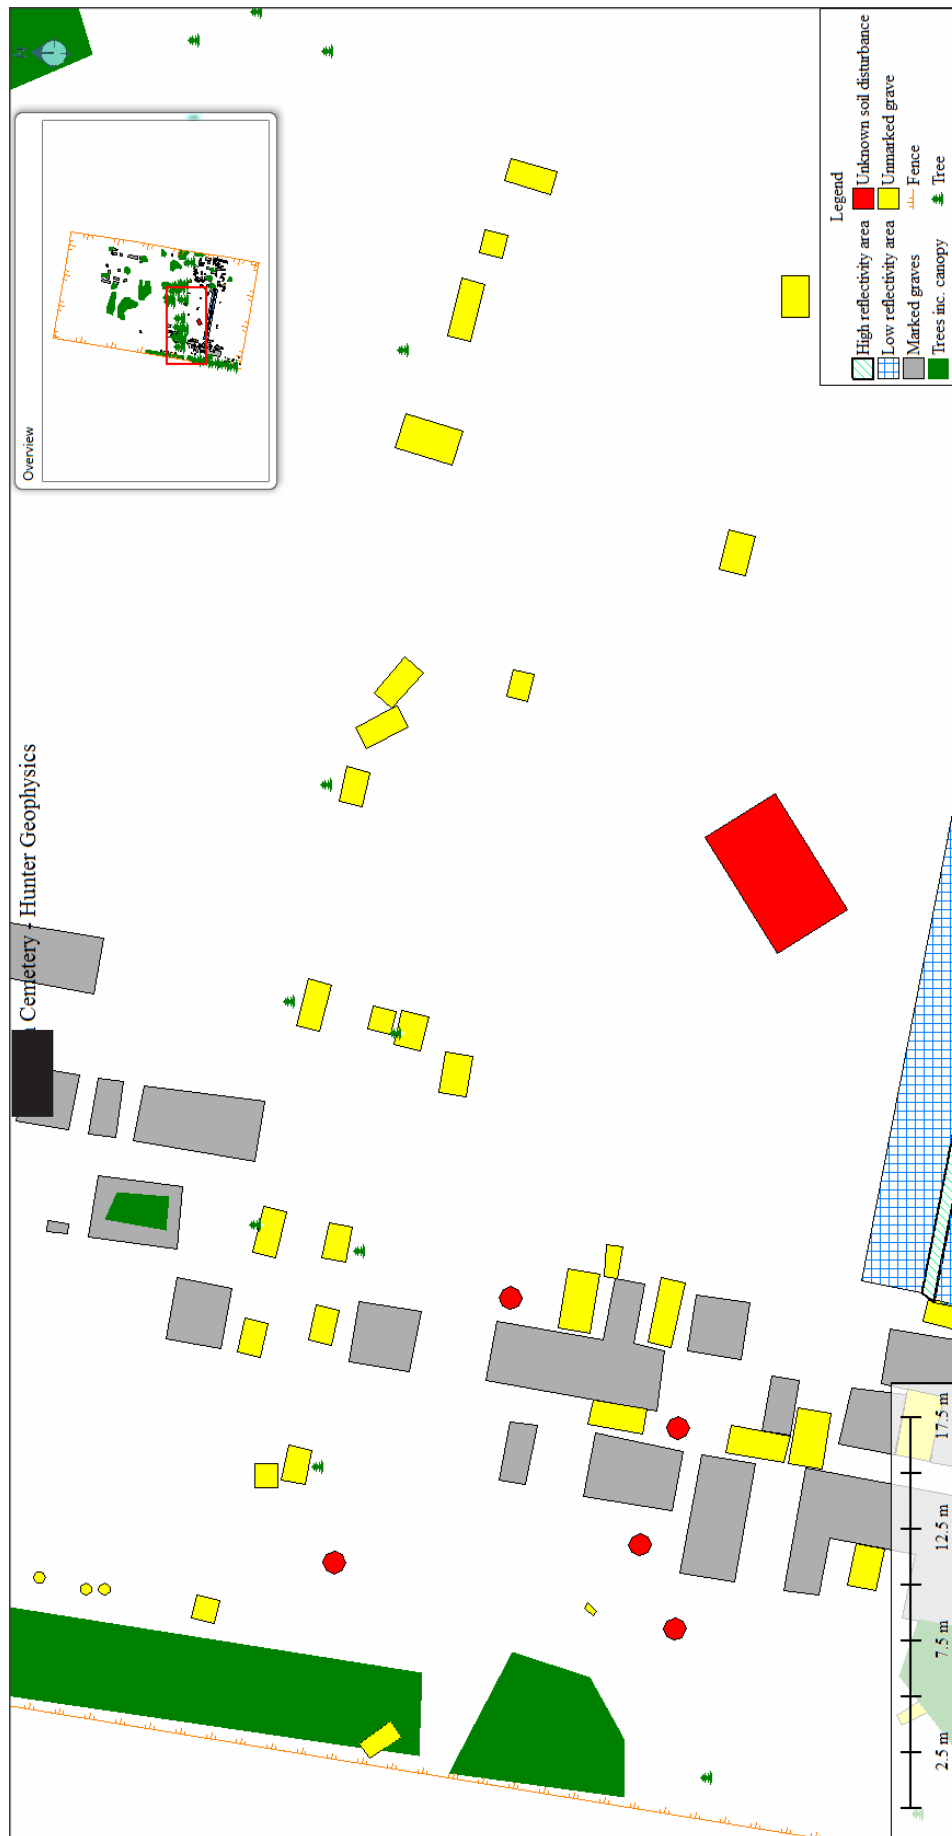 Cemetery - Hunter Geophysics
Overview
Legend
High reflectivity area
Unknown soil disturbance
Low reflectivity area
Unmarked grave
Marked graves
Fence
Trees inc. canopy
Tree
2.5 m
7.5 m
12.5 m
17.5 m